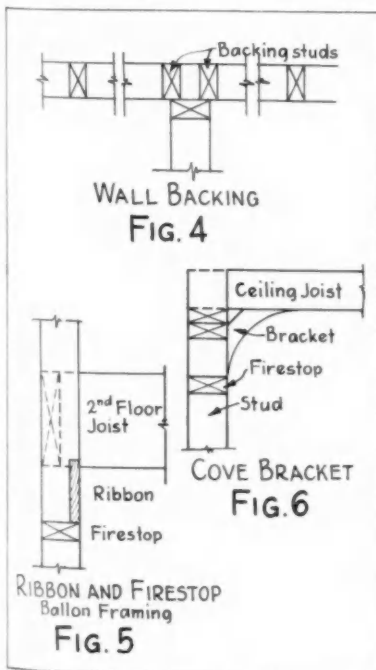 Backing studs
WALL BACKING
FIG. 4
Ceiling Joist
Bracket
Firestop
Stud
COVE BRACKET
FIG. 6
2nd Floor
Joist
Ribbon
Firestop
RIBBON AND FIRESTOP
Ballon Framing
FIG. 5